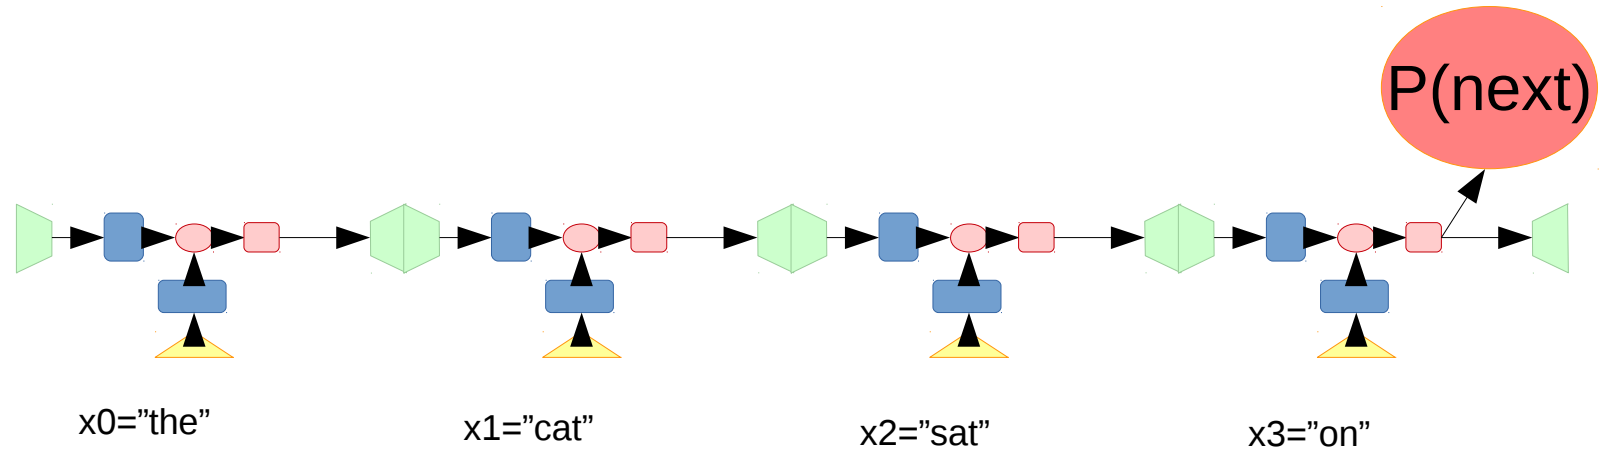 P(next)
x0=”the”
x1=”cat”
x2=”sat”
x3=”on”